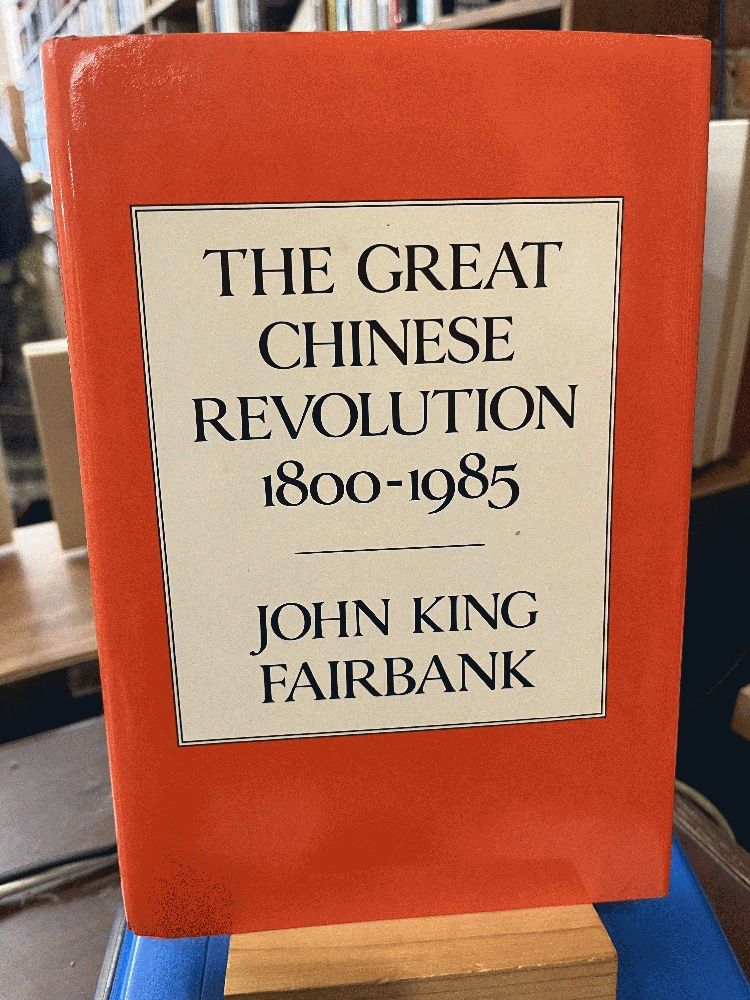 THE GREAT
CHINESE
REVOLUTION
1800-1985
JOHN KING
FAIRBANK